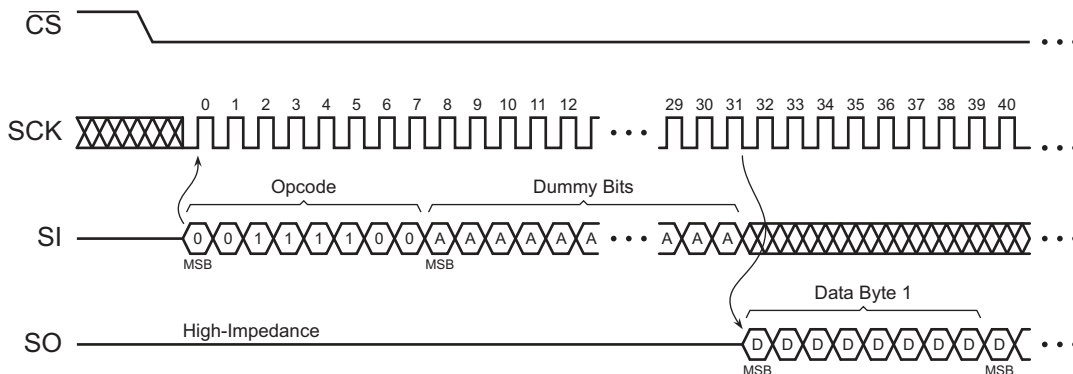 CS
0 1 2 3 4 5 6 7 8 9 10 11 12 29 30 31 32 33 34 35 36 37 38 39 40
SCK
Opcode Dummy Bits
SI 0 0 1 1 1 1 0 0 A A A A A A A A A
MSB MSB
Data Byte 1
High-Impedance
SO D D D D D D D D D
MSB MSB